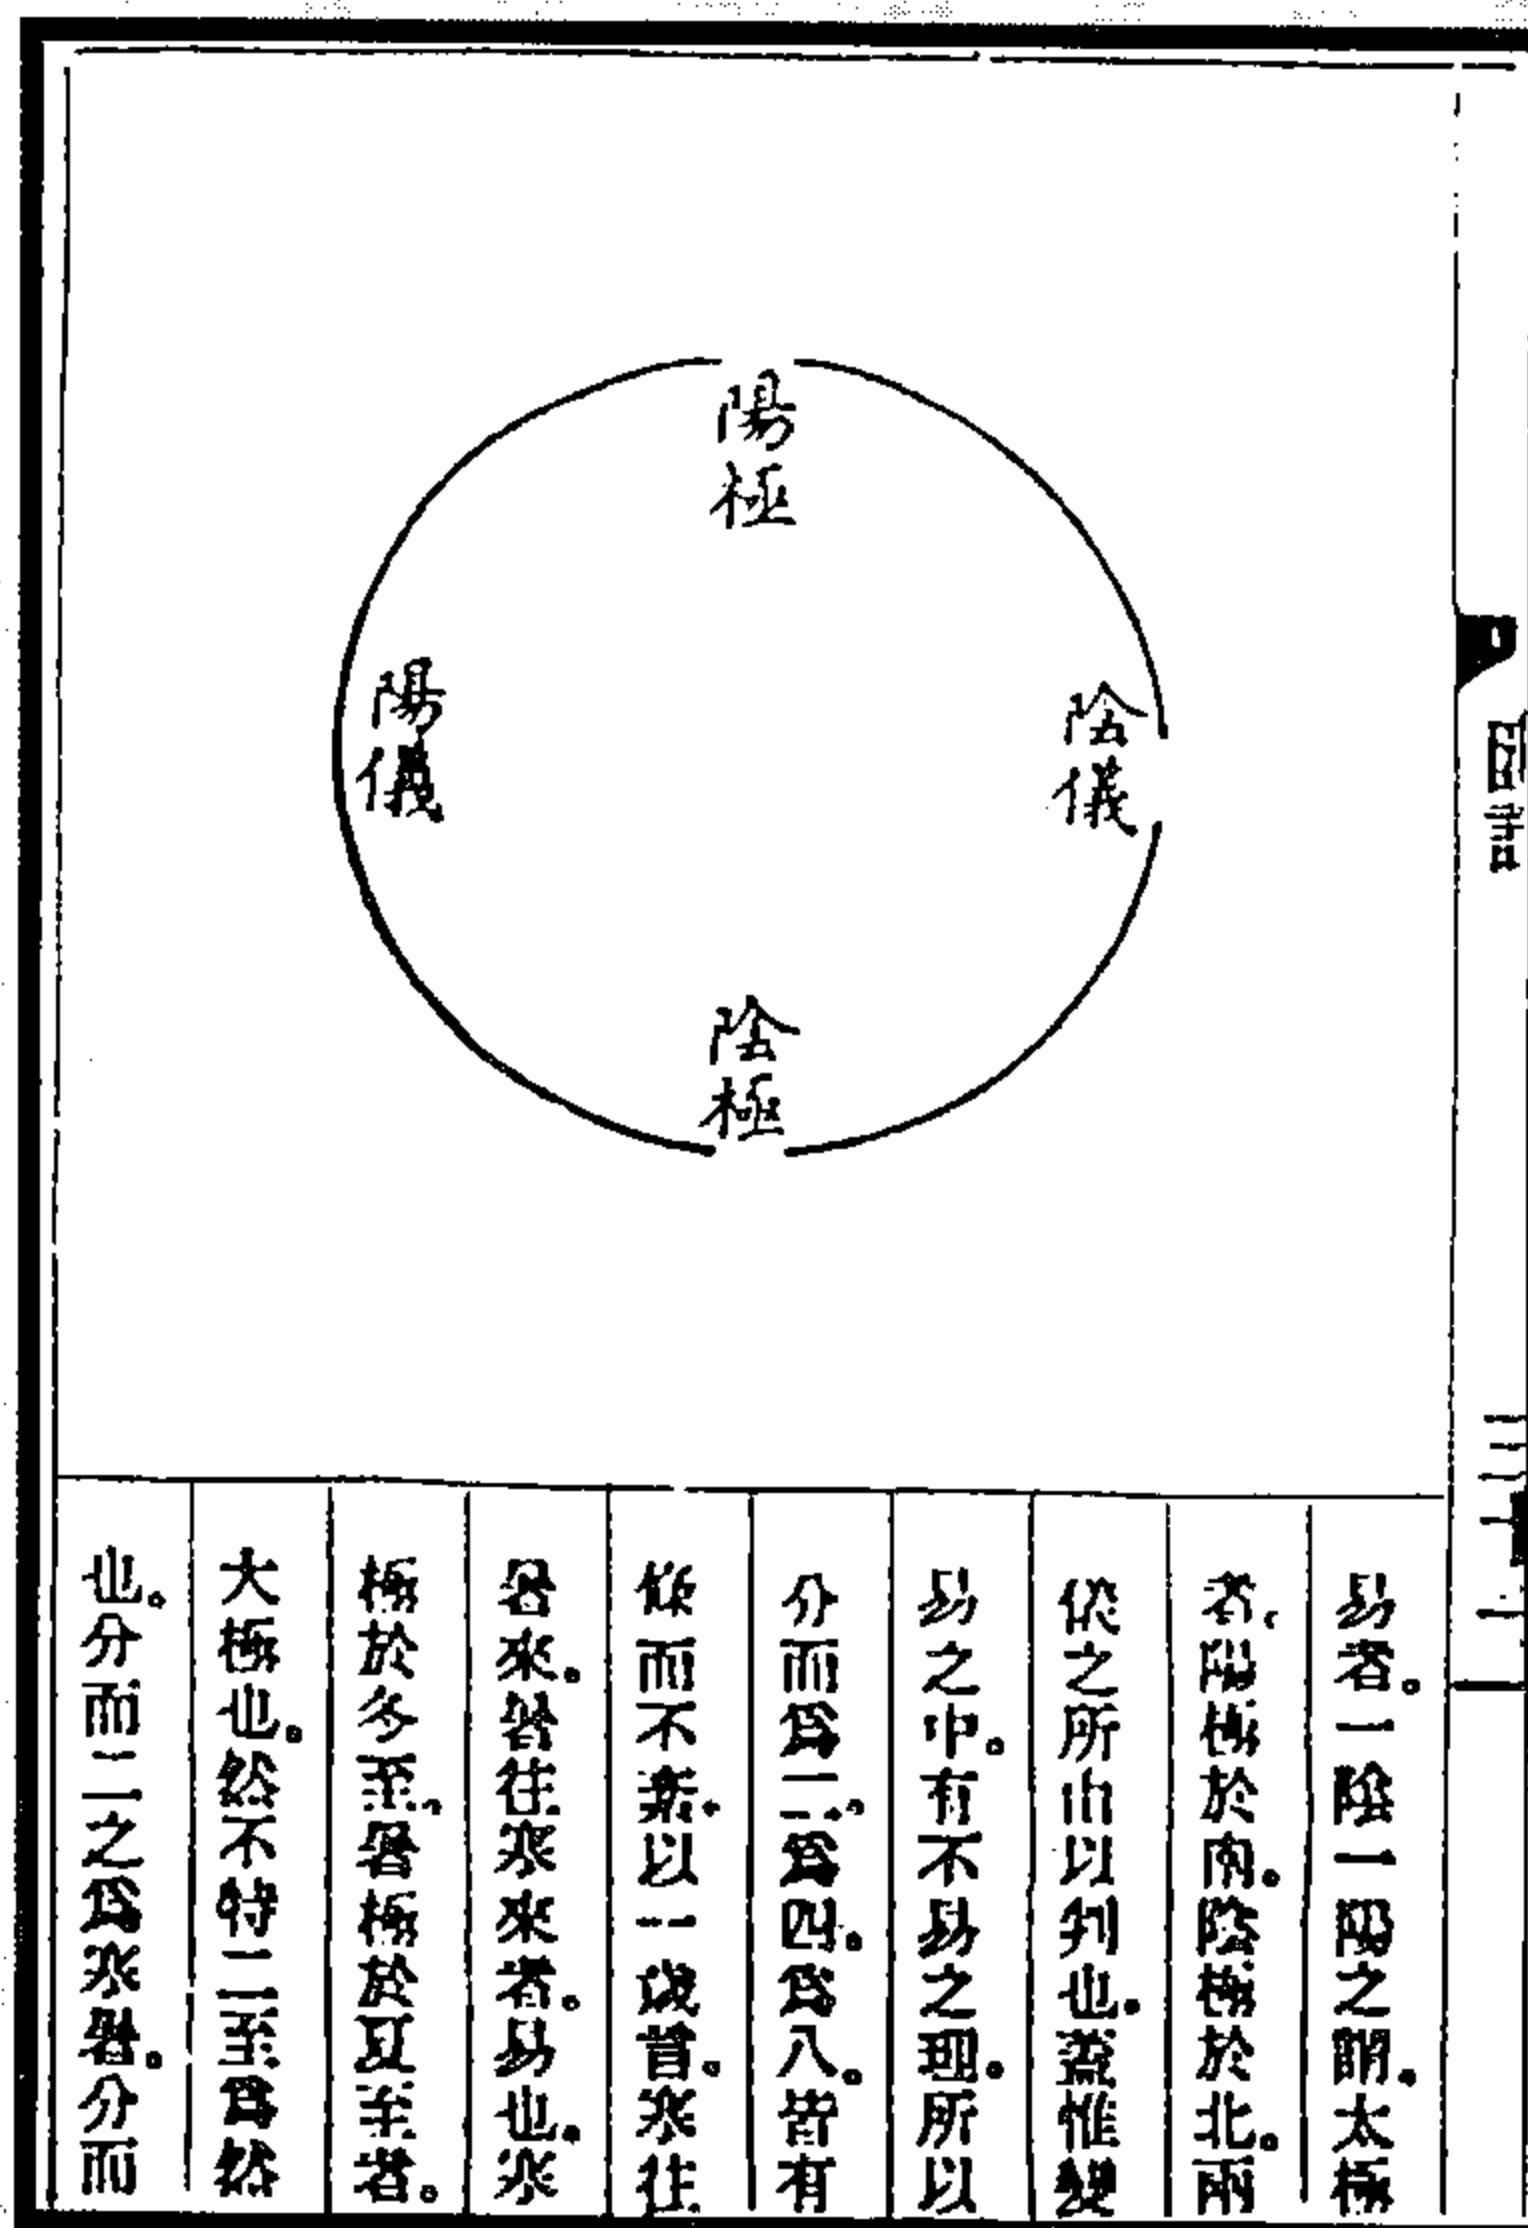 陽極
陰儀
陽儀
陰極
易者。一陰一陽之謂。太極
者。陽極於南。陰極於北。兩
儀之所由以判也。蓋惟變
易之中。有不易之理。所以
分而爲二。爲四。爲八。皆有
條而不紊。以一歲言。寒往
暑來。暑往寒來者。易也。寒
極於冬至。暑極於夏至者。
大極也。然不特二至爲然
也。分而二之爲寒暑。分而